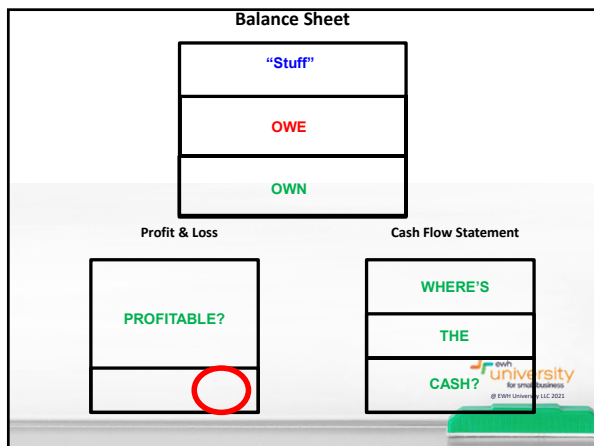 Balance Sheet
“Stuff”
OWE
OWN
Profit & Loss
PROFITABLE?
Cash Flow Statement
WHERE’S
THE
CASH?
ewh
university
for small business
@ EWH University LLC 2021